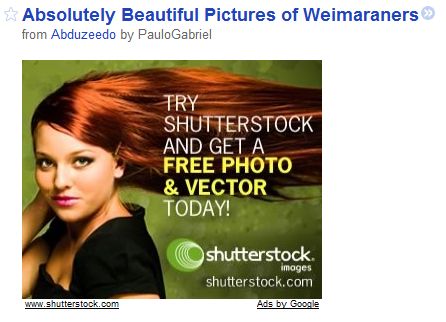 Absolutely Beautiful Pictures of Weimaraners
from Abduzeedo by PauloGabriel
TRY
SHUTTERSTOCK
AND GET A
FREE PHOTO
& VECTOR
TODAY!
shutterstock®
images
shutterstock.com
www.shutterstock.com Ads by Google